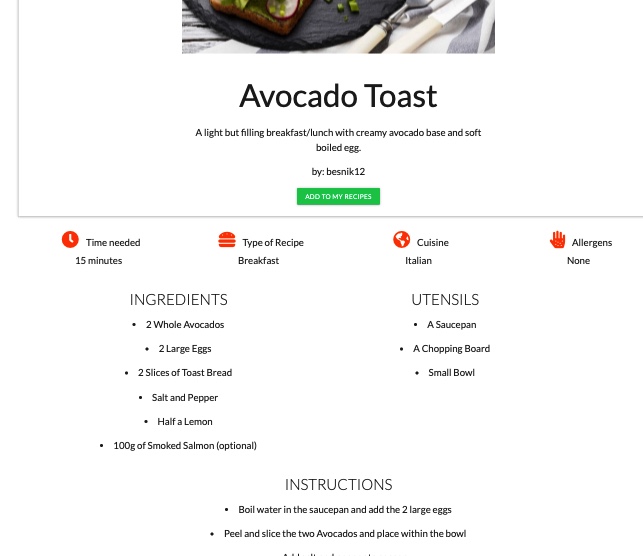 Avocado Toast
A light but filling breakfast/lunch with creamy avocado base and soft
boiled egg.
by: besnik12
ADD TO MY RECIPES
Time needed
15 minutes
Type of Recipe
Breakfast
Cuisine
Italian
Allergens
None
INGREDIENTS
• 2 Whole Avocados
• 2 Large Eggs
• 2 Slices of Toast Bread
• Salt and Pepper
• Half a Lemon
• 100g of Smoked Salmon (optional)
UTENSILS
• A Saucepan
• A Chopping Board
• Small Bowl
INSTRUCTIONS
• Boil water in the saucepan and add the 2 large eggs
• Peel and slice the two Avocados and place within the bowl